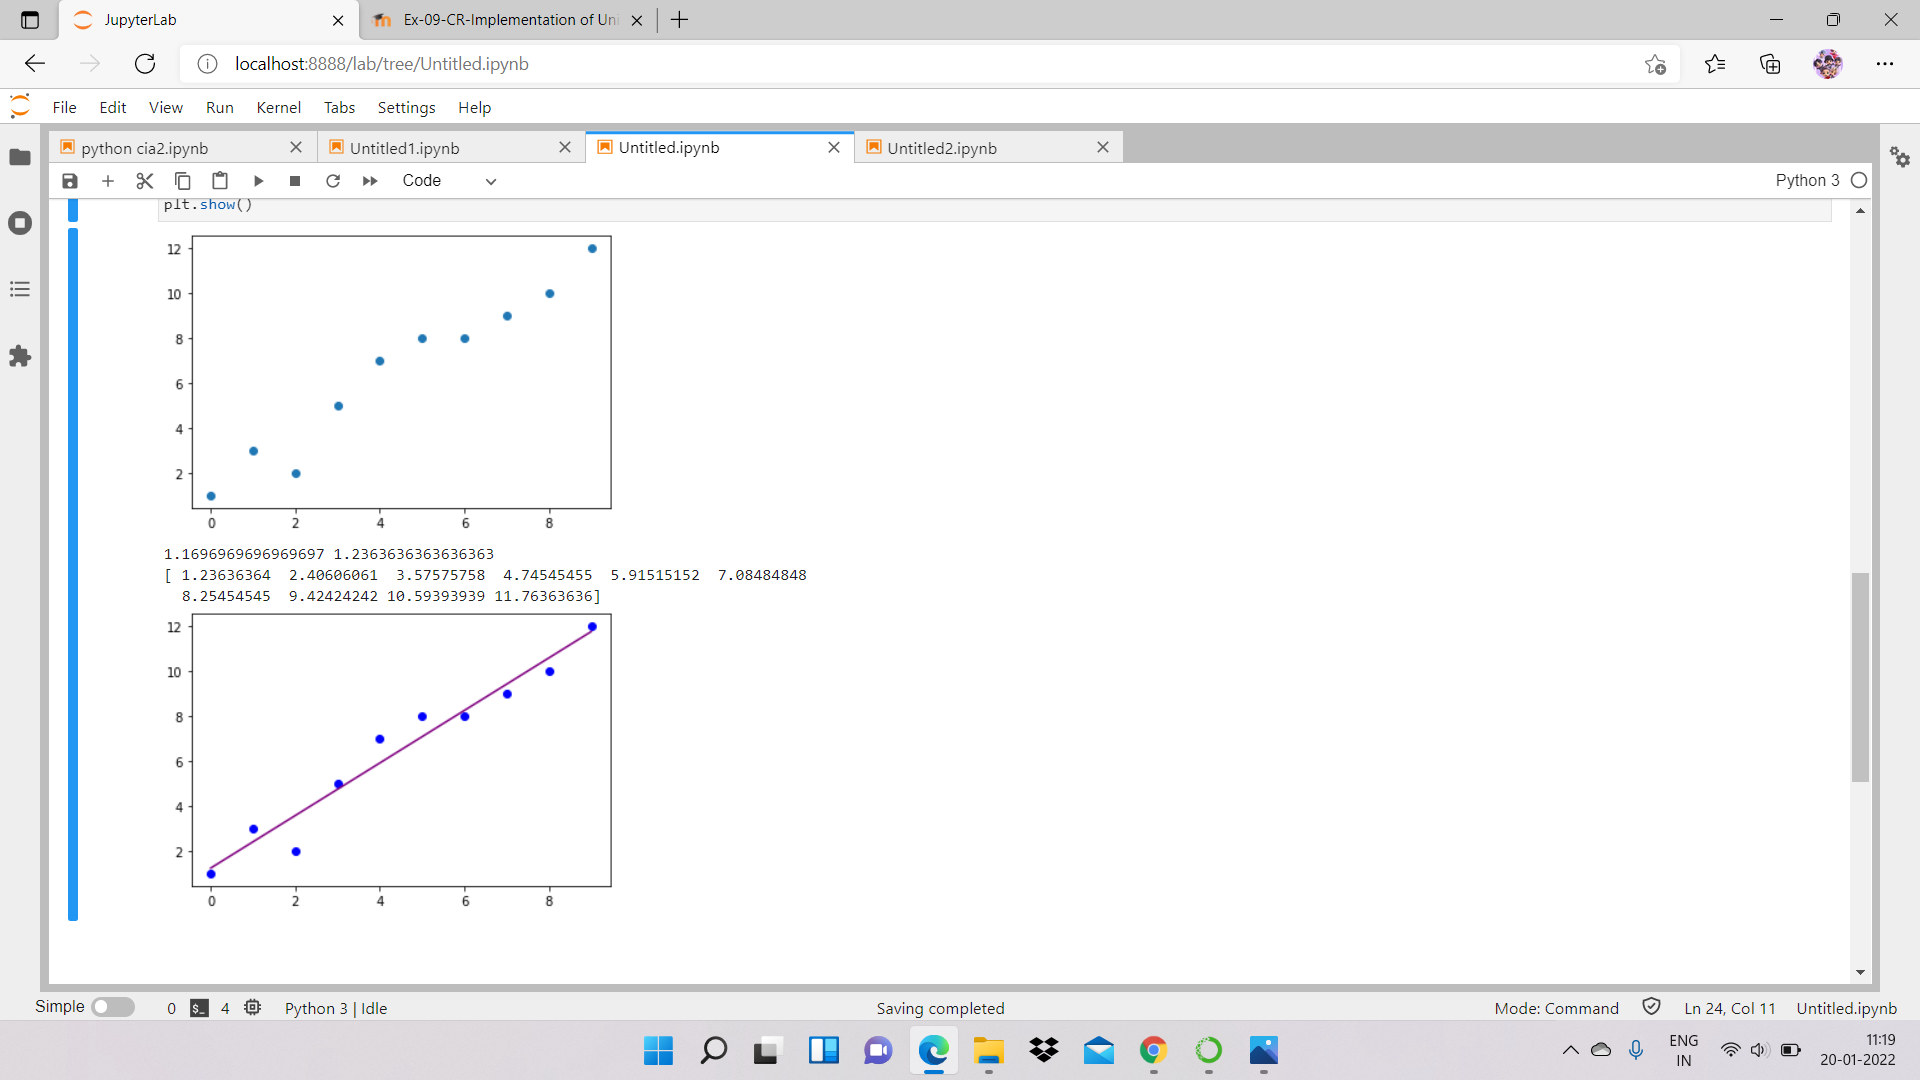 JupyterLab
Ex-09-CR-Implementation of Uni
localhost:8888/lab/tree/Untitled.ipynb
File Edit View Run Kernel Tabs Settings Help
python cia2.ipynb
Untitled1.ipynb
Untitled.ipynb
Untitled2.ipynb
Code
Python 3
plt.show()
12
10
8
6
4
2
0 2 4 6 8
1.1696969696969697 1.2363636363636363
[ 1.23636364  2.40606061  3.57575758  4.74545455  5.91515152  7.08484848
  8.25454545  9.42424242 10.59393939 11.76363636]
12
10
8
6
4
2
0 2 4 6 8
Simple 0 $_ 4 Python 3 | Idle
Saving completed
Mode: Command
Ln 24, Col 11
Untitled.ipynb
ENG
IN
11:19
20-01-2022